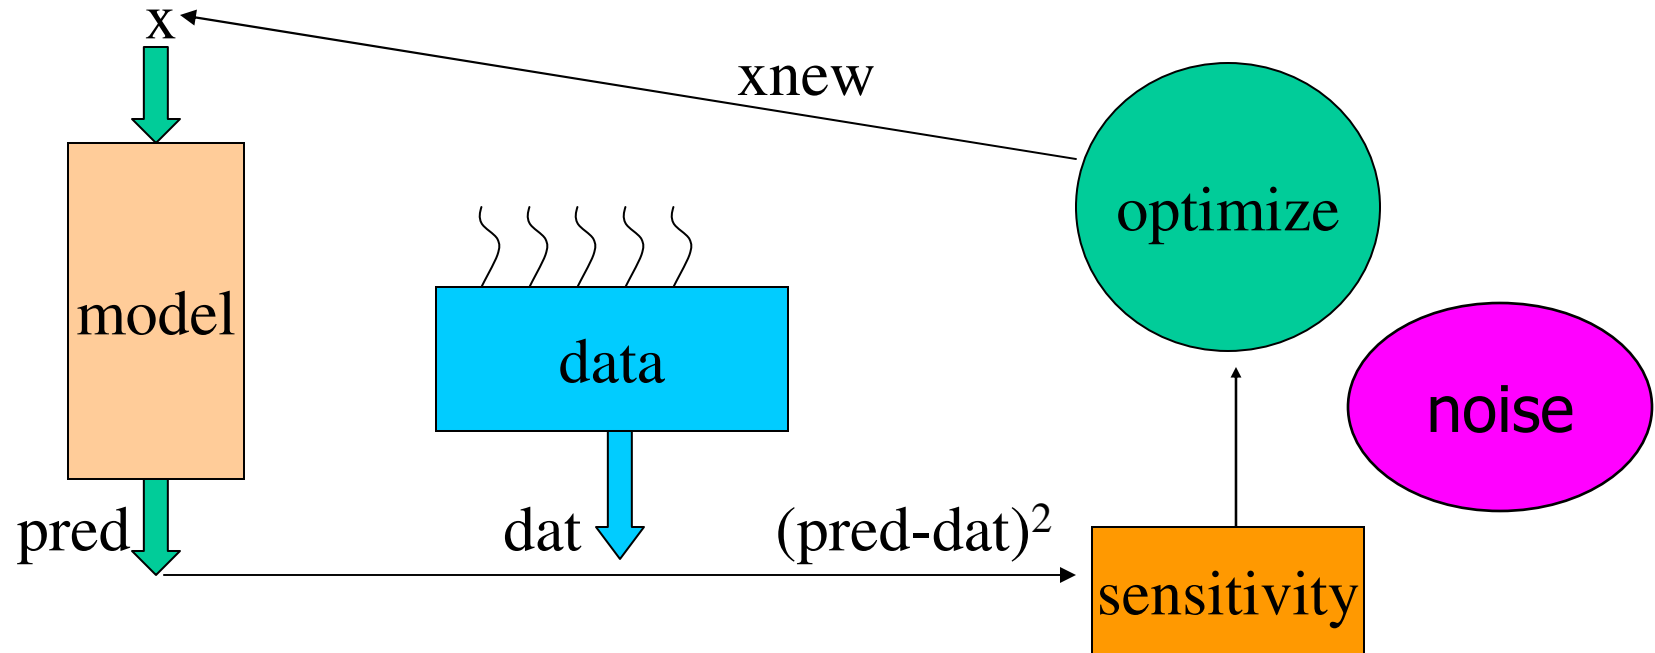 x
xnew
optimize
model
data
noise
pred
dat
(pred-dat)²
sensitivity